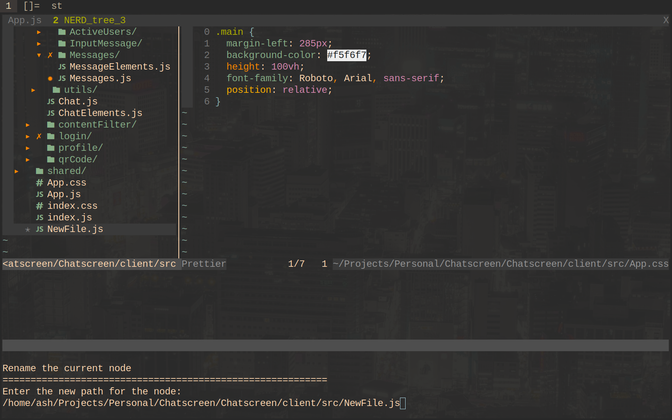 1 []= st
App.js 2 NERD_tree_3 X
▸ ActiveUsers/
▸ InputMessage/
▾ ✗ Messages/
JS MessageElements.js
✹ JS Messages.js
▸ utils/
JS Chat.js
JS ChatElements.js
▸ contentFilter/
▸ ✗ login/
▸ profile/
▸ qrCode/
▸ shared/
# App.css
JS App.js
# index.css
JS index.js
★ JS NewFile.js
~
~
0 .main {
1 margin-left: 285px;
2 background-color: #f5f6f7;
3 height: 100vh;
4 font-family: Roboto, Arial, sans-serif;
5 position: relative;
6 }
~
~
~
~
~
~
~
~
~
~
~
~
~
<atscreen/Chatscreen/client/src Prettier 1/7 1 ~/Projects/Personal/Chatscreen/Chatscreen/client/src/App.css
Rename the current node
==========================================================
Enter the new path for the node:
/home/ash/Projects/Personal/Chatscreen/Chatscreen/client/src/NewFile.js